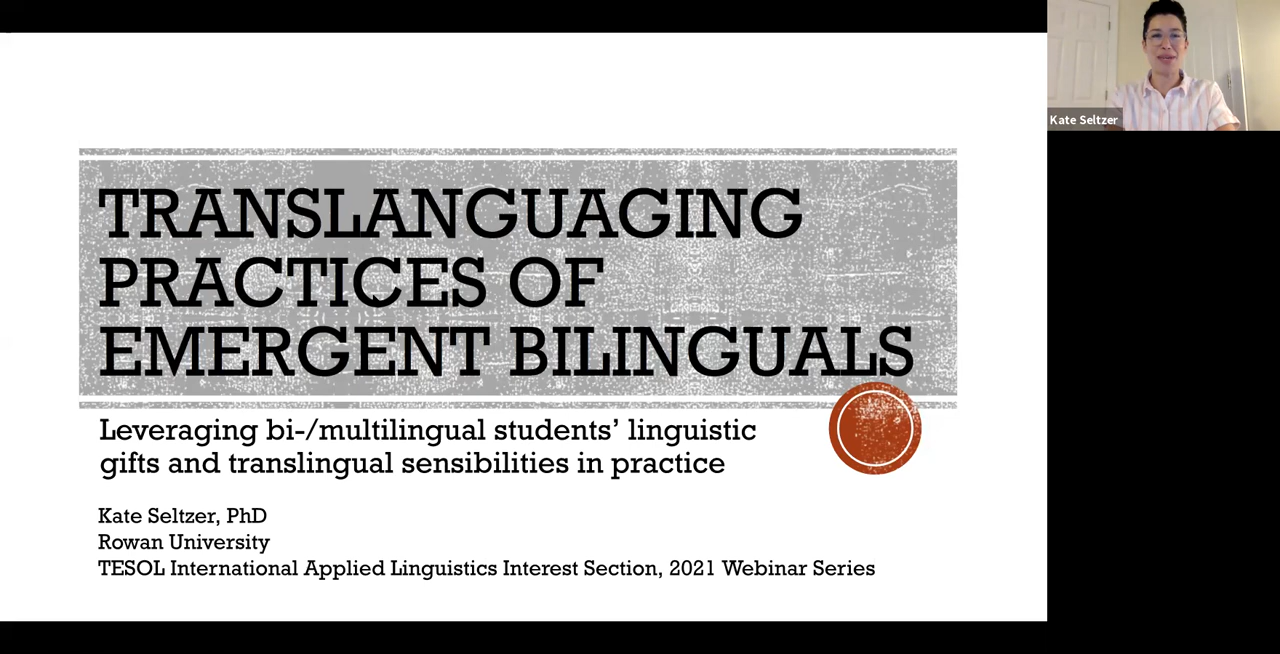 TRANSLANGUAGING
PRACTICES OF
EMERGENT BILINGUALS
Leveraging bi-/multilingual students’ linguistic
gifts and translingual sensibilities in practice
Kate Seltzer, PhD
Rowan University
TESOL International Applied Linguistics Interest Section, 2021 Webinar Series
Kate Seltzer